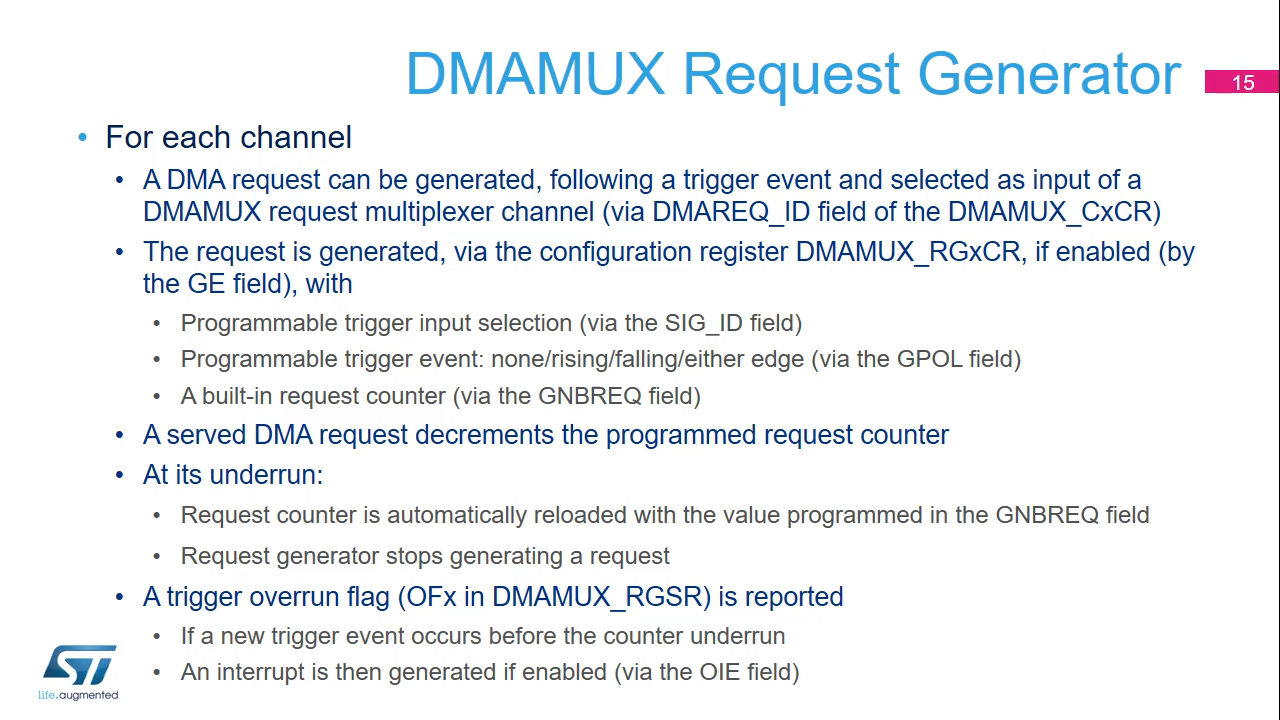 DMAMUX Request Generator
15
• For each channel
• A DMA request can be generated, following a trigger event and selected as input of a
DMAMUX request multiplexer channel (via DMAREQ_ID field of the DMAMUX_CxCR)
• The request is generated, via the configuration register DMAMUX_RGxCR, if enabled (by
the GE field), with
• Programmable trigger input selection (via the SIG_ID field)
• Programmable trigger event: none/rising/falling/either edge (via the GPOL field)
• A built-in request counter (via the GNBREQ field)
• A served DMA request decrements the programmed request counter
• At its underrun:
• Request counter is automatically reloaded with the value programmed in the GNBREQ field
• Request generator stops generating a request
• A trigger overrun flag (OFx in DMAMUX_RGSR) is reported
• If a new trigger event occurs before the counter underrun
• An interrupt is then generated if enabled (via the OIE field)
ST
life.augmented